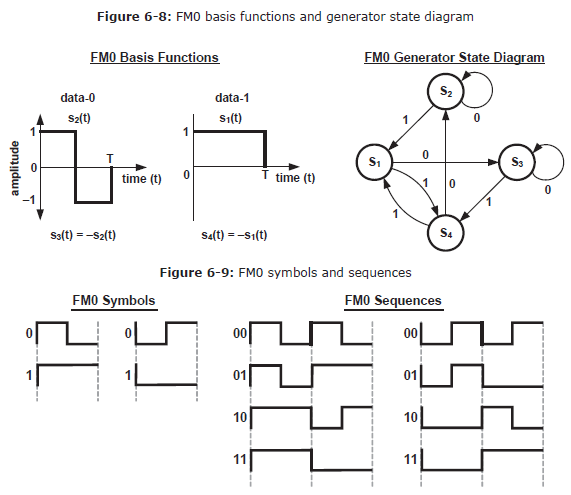 Figure 6-8: FM0 basis functions and generator state diagram
FM0 Basis Functions
FM0 Generator State Diagram
data-0
data-1
s₂(t)
s₁(t)
amplitude
1
0
–1
T
time (t)
1
0
T
time (t)
s₃(t) = –s₂(t)
s₄(t) = –s₁(t)
S₂
0
1
S₁
0
S₃
0
1
0
1
1
S₄
Figure 6-9: FM0 symbols and sequences
FM0 Symbols
FM0 Sequences
0
0
00
00
1
1
01
01
10
10
11
11